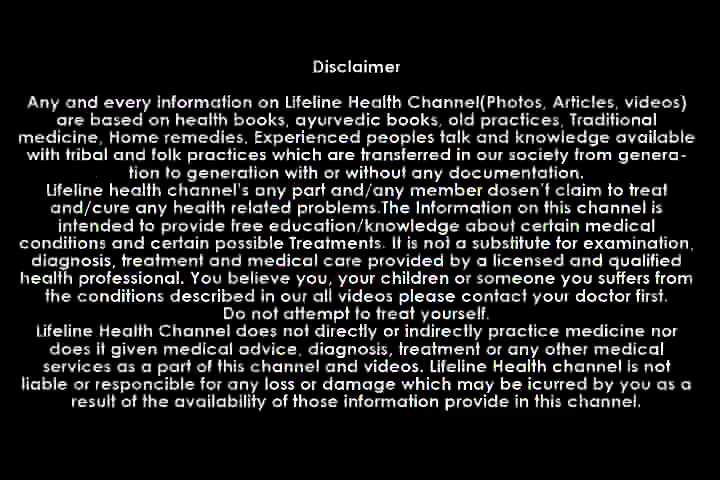 Disclaimer
Any and every information on Lifeline Health Channel(Photos, Articles, videos)
are based on health books, ayurvedic books, old practices, Traditional
medicine, Home remedies, Experienced peoples talk and knowledge available
with tribal and folk practices which are transferred in our society from genera-
tion to generation with or without any documentation.
Lifeline health channel's any part and/any member dosen't claim to treat
and/cure any health related problems.The Information on this channel is
intended to provide free education/knowledge about certain medical
conditions and certain possible Treatments. It is not a substitute for examination,
diagnosis, treatment and medical care provided by a licensed and qualified
health professional. You believe you, your children or someone you suffers from
the conditions described in our all videos please contact your doctor first.
Do not attempt to treat yourself.
Lifeline Health Channel does not directly or indirectly practice medicine nor
does it given medical advice, diagnosis, treatment or any other medical
services as a part of this channel and videos. Lifeline Health channel is not
liable or responsible for any loss or damage which may be icurred by you as a
result of the availability of those information provide in this channel.